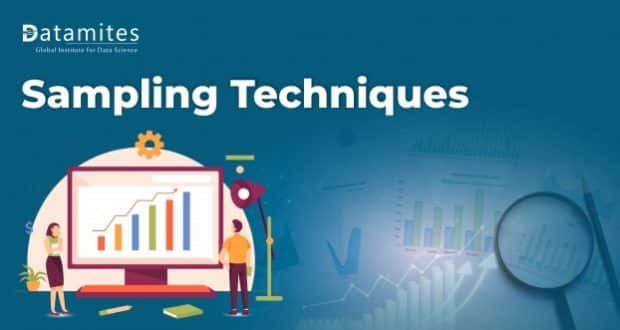 Datamites
Global Institute for Data Science
Sampling Techniques